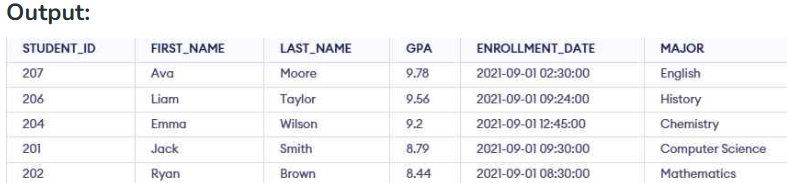 Output:
STUDENT_ID FIRST_NAME LAST_NAME GPA ENROLLMENT_DATE MAJOR
207 Ava Moore 9.78 2021-09-01 02:30:00 English
206 Liam Taylor 9.56 2021-09-01 09:24:00 History
204 Emma Wilson 9.2 2021-09-01 12:45:00 Chemistry
201 Jack Smith 8.79 2021-09-01 09:30:00 Computer Science
202 Ryan Brown 8.44 2021-09-01 08:30:00 Mathematics